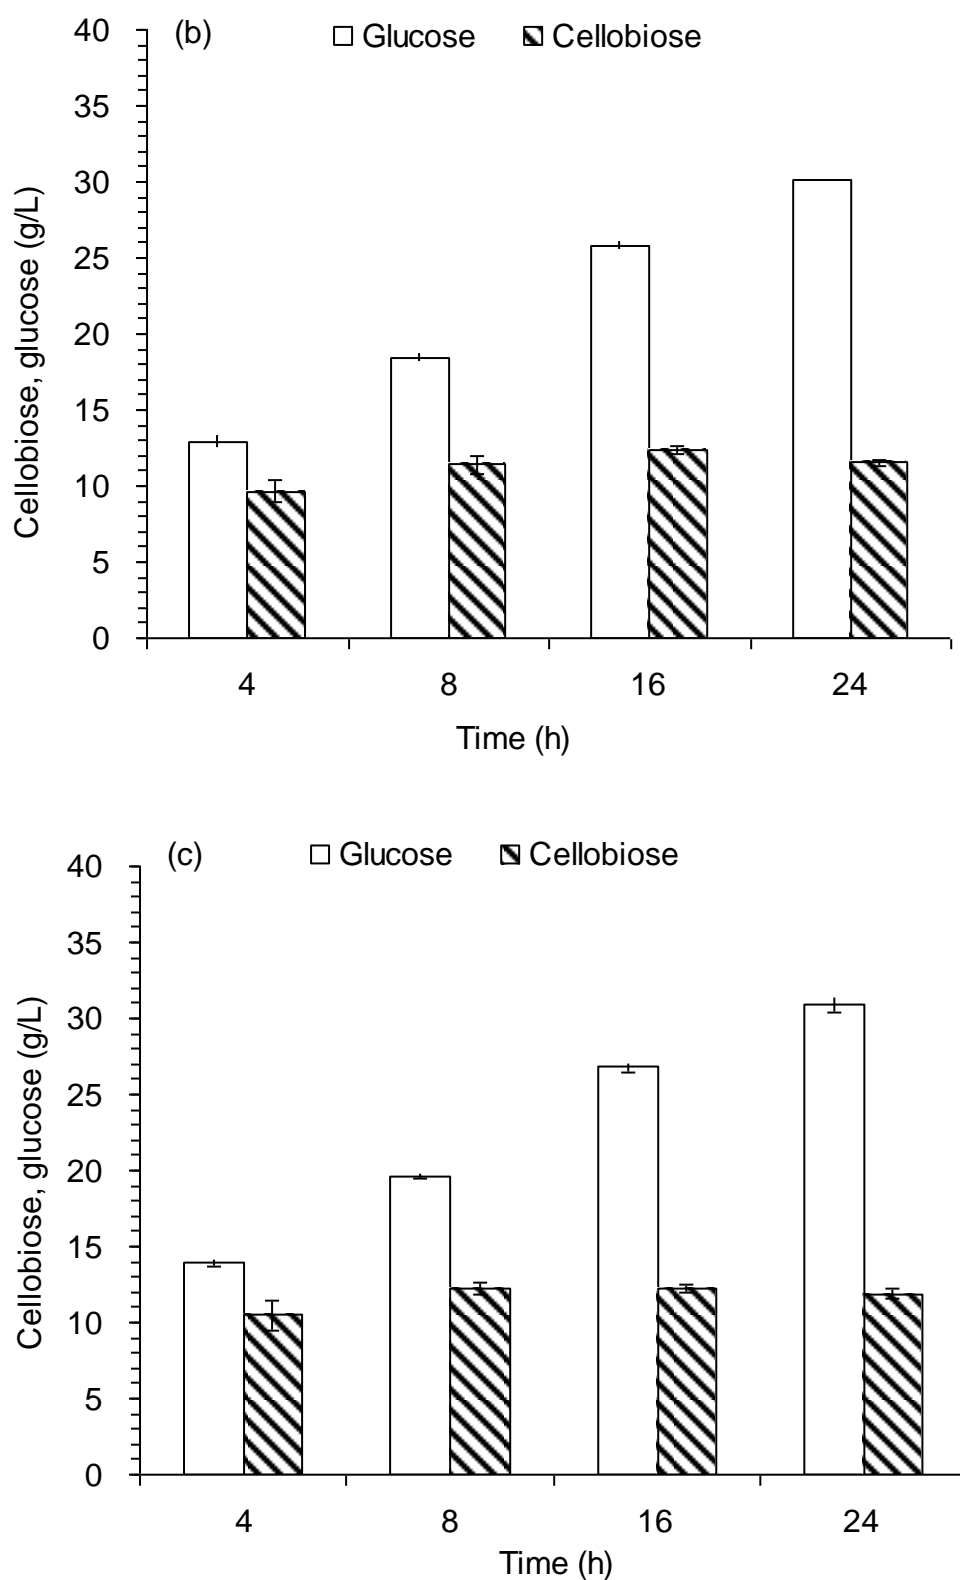 (b) Glucose Cellobiose
40
35
30
25
20
15
10
5
0
Cellobiose, glucose (g/L)
4 8 16 24
Time (h)
(c) Glucose Cellobiose
40
35
30
25
20
15
10
5
0
Cellobiose, glucose (g/L)
4 8 16 24
Time (h)